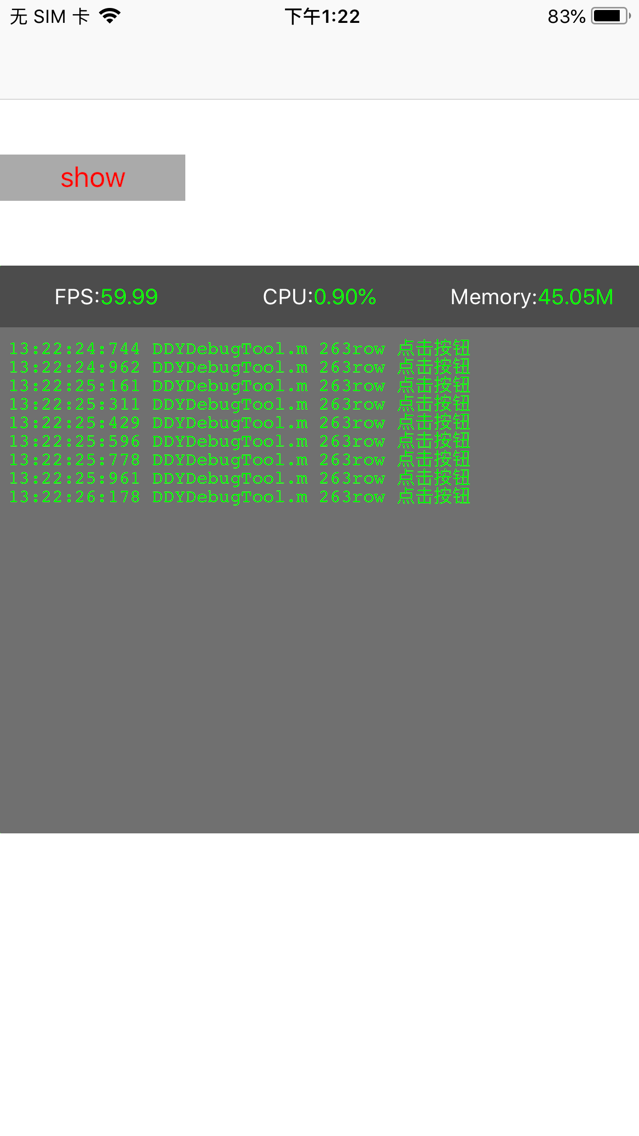 无 SIM 卡 下午1:22 83%
show
FPS:59.99 CPU:0.90% Memory:45.05M
13:22:24:744 DDYDebugTool.m 263row 点击按钮
13:22:24:962 DDYDebugTool.m 263row 点击按钮
13:22:25:161 DDYDebugTool.m 263row 点击按钮
13:22:25:311 DDYDebugTool.m 263row 点击按钮
13:22:25:429 DDYDebugTool.m 263row 点击按钮
13:22:25:596 DDYDebugTool.m 263row 点击按钮
13:22:25:778 DDYDebugTool.m 263row 点击按钮
13:22:25:961 DDYDebugTool.m 263row 点击按钮
13:22:26:178 DDYDebugTool.m 263row 点击按钮